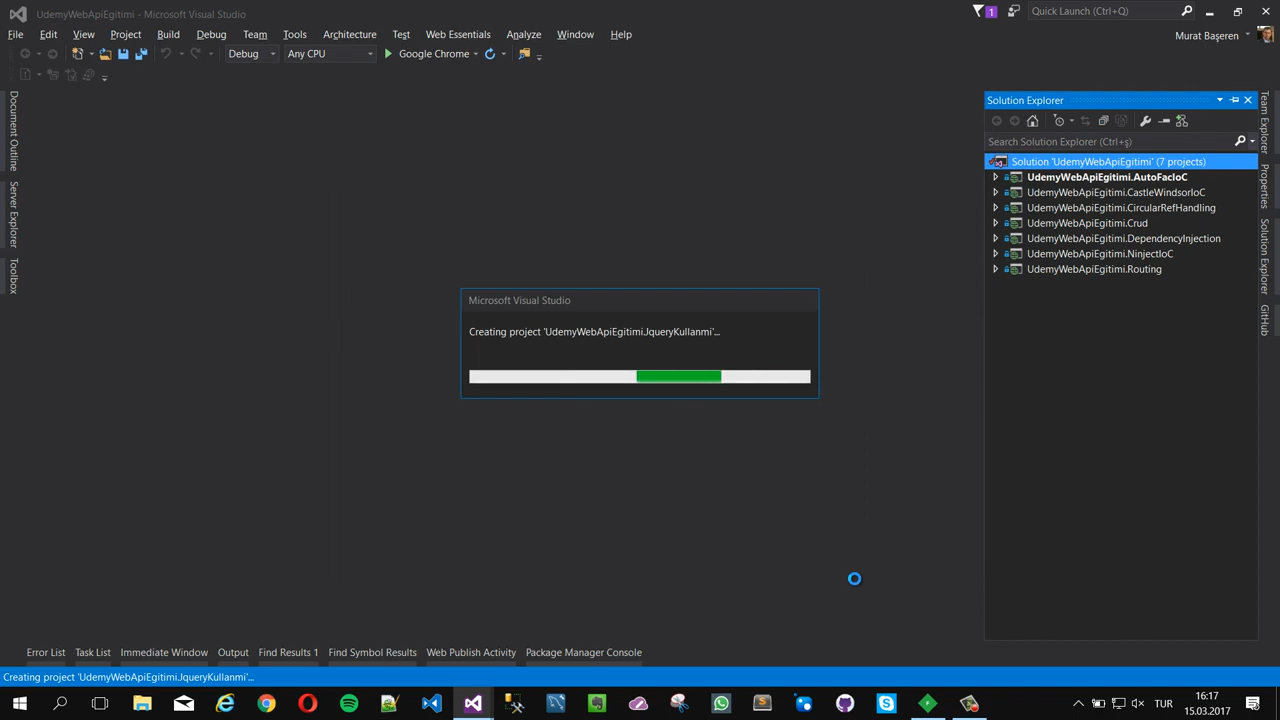 UdemyWebApiEgitimi - Microsoft Visual Studio
1
Quick Launch (Ctrl+Q)
File Edit View Project Build Debug Team Tools Architecture Test Web Essentials Analyze Window Help
Murat Başeren
Debug Any CPU Google Chrome
Document Outline
Server Explorer
Toolbox
Solution Explorer
Search Solution Explorer (Ctrl+ş)
Solution 'UdemyWebApiEgitimi' (7 projects)
UdemyWebApiEgitimi.AutoFacIoC
UdemyWebApiEgitimi.CastleWindsorIoC
UdemyWebApiEgitimi.CircularRefHandling
UdemyWebApiEgitimi.Crud
UdemyWebApiEgitimi.DependencyInjection
UdemyWebApiEgitimi.NinjectIoC
UdemyWebApiEgitimi.Routing
Team Explorer
Properties
Solution Explorer
GitHub
Microsoft Visual Studio
Creating project 'UdemyWebApiEgitimi.JqueryKullanmi'...
Error List Task List Immediate Window Output Find Results 1 Find Symbol Results Web Publish Activity Package Manager Console
Creating project 'UdemyWebApiEgitimi.JqueryKullanmi'...
TUR
16:17
15.03.2017